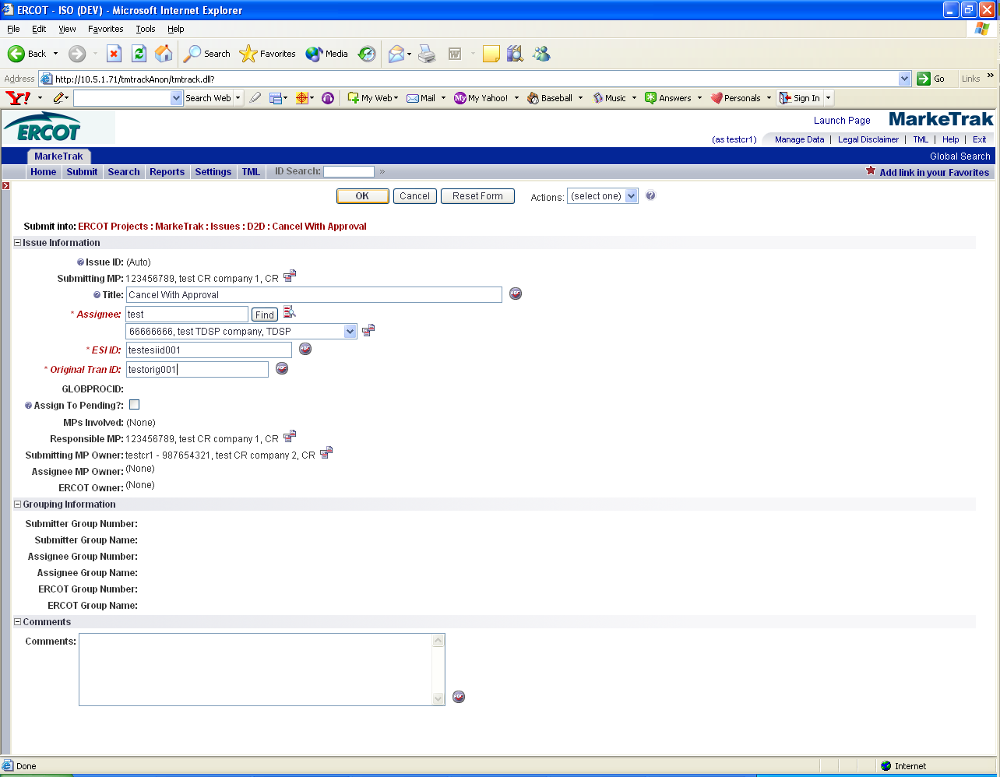 ERCOT - ISO (DEV) - Microsoft Internet Explorer
File Edit View Favorites Tools Help
Back Search Favorites Media
Address http://10.5.1.71/tmtrackAnon/tmtrack.dll? Go Links »
Y! Search Web My Web Mail My Yahoo! Baseball Music Answers Personals Sign In
ERCOT Launch Page MarkeTrak
(as testcr1) Manage Data | Legal Disclaimer | TML | Help | Exit
MarkeTrak Global Search
Home Submit Search Reports Settings TML ID Search: » Add link in your Favorites
OK Cancel Reset Form Actions: (select one) ?
Submit into: ERCOT Projects : MarkeTrak : Issues : D2D : Cancel With Approval
Issue Information
? Issue ID: (Auto)
Submitting MP: 123456789, test CR company 1, CR
? Title: Cancel With Approval ABC
* Assignee: test Find
66666666, test TDSP company, TDSP
* ESI ID: testesiid001 ABC
* Original Tran ID: testorig001 ABC
GLOBPROCID:
? Assign To Pending?:
MPs Involved: (None)
Responsible MP: 123456789, test CR company 1, CR
Submitting MP Owner: testcr1 - 987654321, test CR company 2, CR
Assignee MP Owner: (None)
ERCOT Owner: (None)
Grouping Information
Submitter Group Number:
Submitter Group Name:
Assignee Group Number:
Assignee Group Name:
ERCOT Group Number:
ERCOT Group Name:
Comments
Comments: ABC
Done Internet